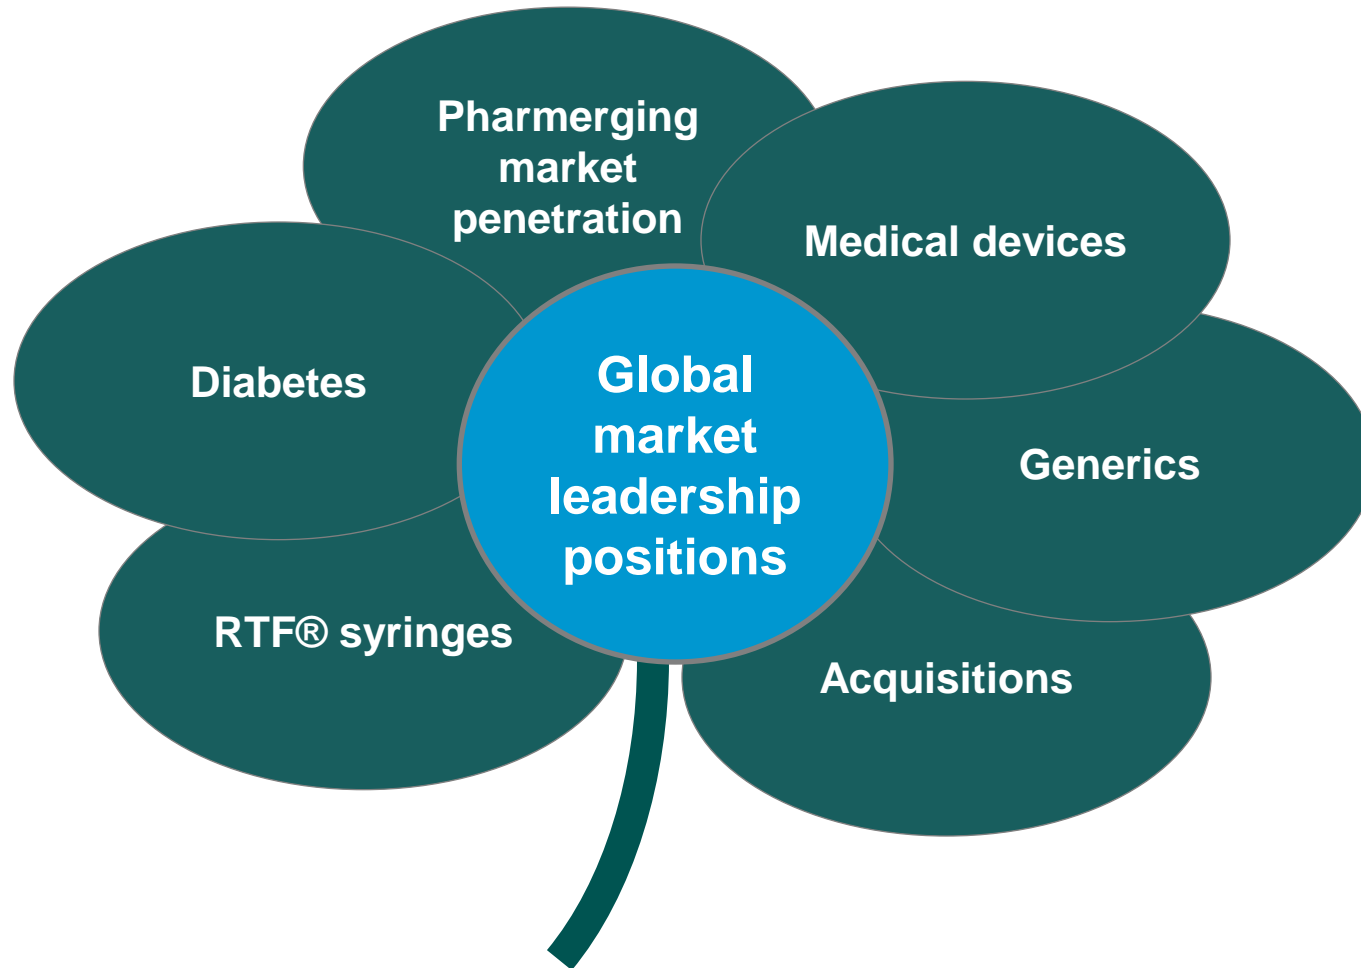 Pharmerging
market
penetration
Medical devices
Diabetes
Global
market
leadership
positions
Generics
RTF® syringes
Acquisitions